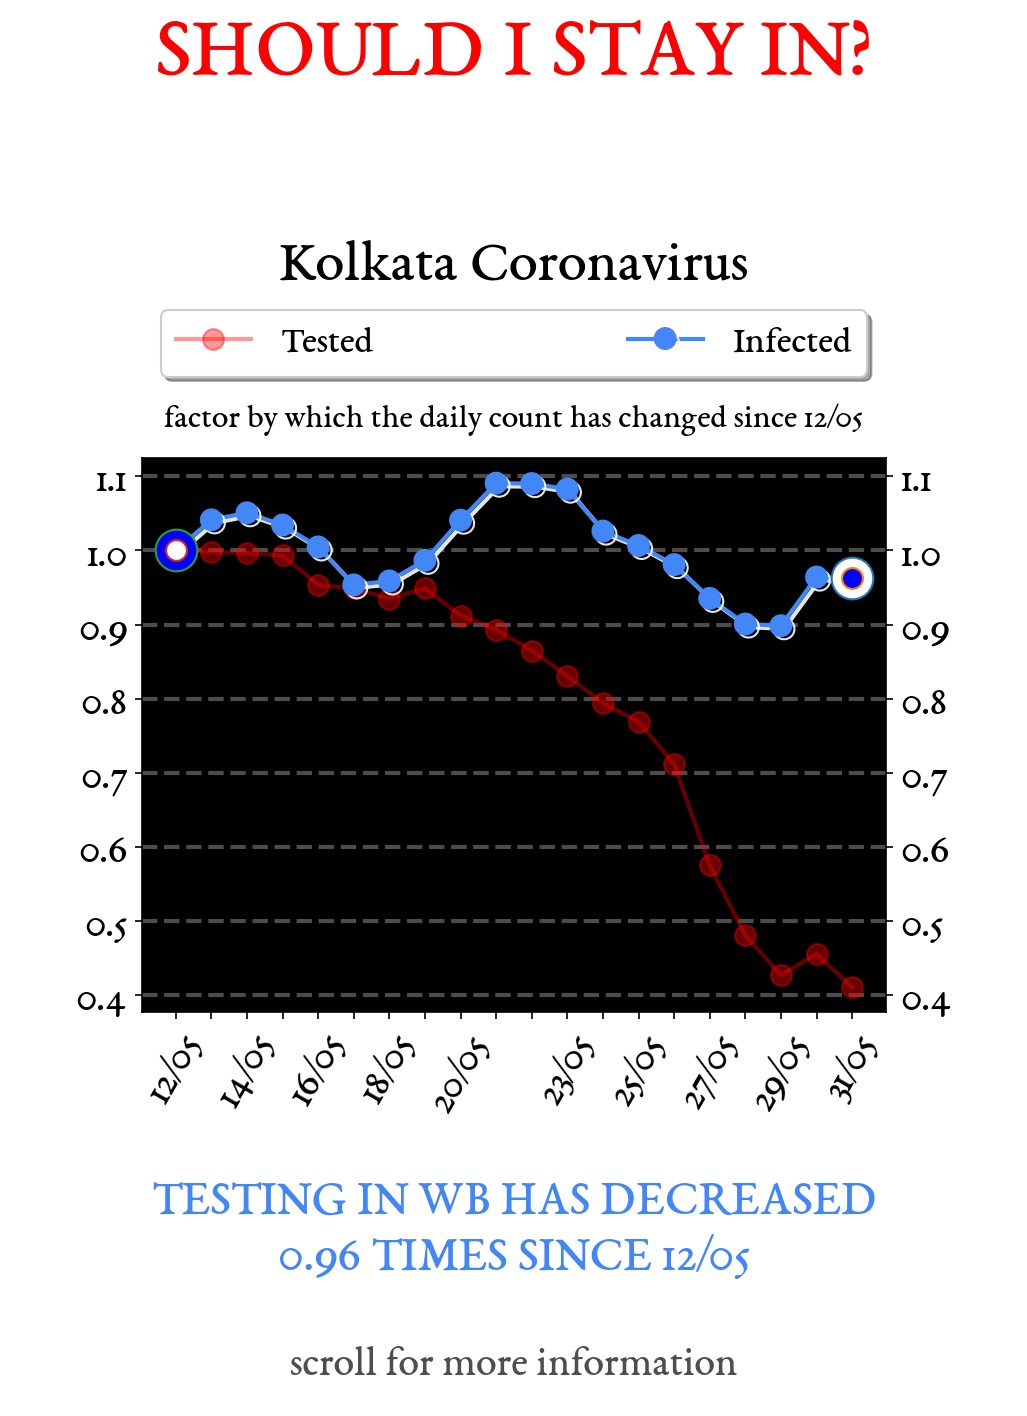 SHOULD I STAY IN?
Kolkata Coronavirus
Tested Infected
factor by which the daily count has changed since 12/05
1.1 1.1
1.0 1.0
0.9 0.9
0.8 0.8
0.7 0.7
0.6 0.6
0.5 0.5
0.4 0.4
12/05 14/05 16/05 18/05 20/05 23/05 25/05 27/05 29/05 31/05
TESTING IN WB HAS DECREASED
0.96 TIMES SINCE 12/05
scroll for more information